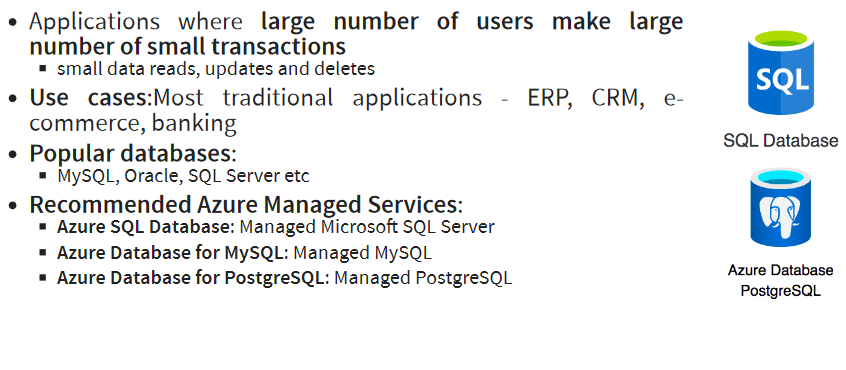 Applications where large number of users make large
number of small transactions
small data reads, updates and deletes
Use cases:Most traditional applications - ERP, CRM, e-
commerce, banking
Popular databases:
MySQL, Oracle, SQL Server etc
Recommended Azure Managed Services:
Azure SQL Database: Managed Microsoft SQL Server
Azure Database for MySQL: Managed MySQL
Azure Database for PostgreSQL: Managed PostgreSQL
SQL
SQL Database
Azure Database
PostgreSQL